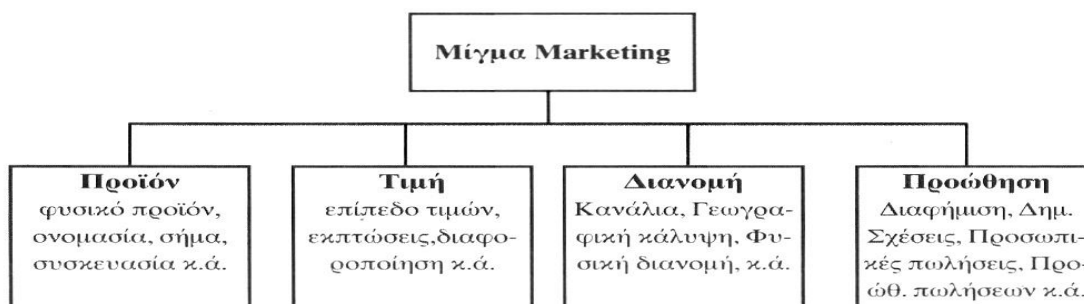 Μίγμα Marketing
Προϊόν
φυσικό προϊόν,
ονομασία, σήμα,
συσκευασία κ.ά.
Τιμή
επίπεδο τιμών,
εκπτώσεις,διαφο-
ροποίηση κ.ά.
Διανομή
Κανάλια, Γεωγρα-
φική κάλυψη, Φυ-
σική διανομή, κ.ά.
Προώθηση
Διαφήμιση, Δημ.
Σχέσεις, Προσωπι-
κές πωλήσεις, Προ-
ώθ. πωλήσεων κ.ά.